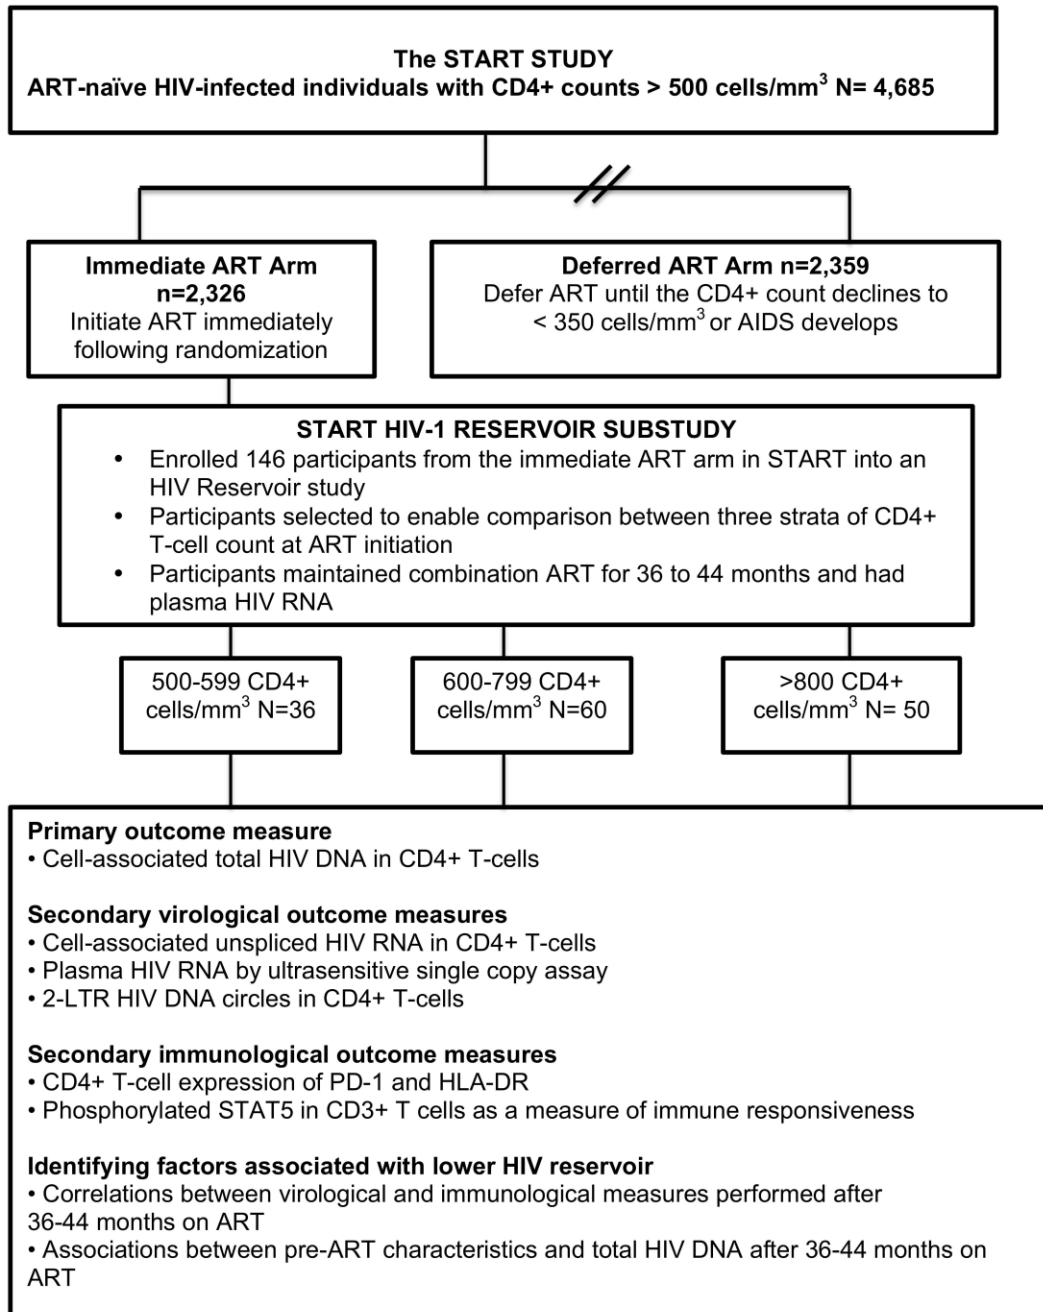 The START STUDY
ART-naïve HIV-infected individuals with CD4+ counts > 500 cells/mm³ N= 4,685
Immediate ART Arm
n=2,326
Initiate ART immediately
following randomization
Deferred ART Arm n=2,359
Defer ART until the CD4+ count declines to
< 350 cells/mm³ or AIDS develops
START HIV-1 RESERVOIR SUBSTUDY
• Enrolled 146 participants from the immediate ART arm in START into an
HIV Reservoir study
• Participants selected to enable comparison between three strata of CD4+
T-cell count at ART initiation
• Participants maintained combination ART for 36 to 44 months and had
plasma HIV RNA
500-599 CD4+
cells/mm³ N=36
600-799 CD4+
cells/mm³ N=60
>800 CD4+
cells/mm³ N= 50
Primary outcome measure
• Cell-associated total HIV DNA in CD4+ T-cells
Secondary virological outcome measures
• Cell-associated unspliced HIV RNA in CD4+ T-cells
• Plasma HIV RNA by ultrasensitive single copy assay
• 2-LTR HIV DNA circles in CD4+ T-cells
Secondary immunological outcome measures
• CD4+ T-cell expression of PD-1 and HLA-DR
• Phosphorylated STAT5 in CD3+ T cells as a measure of immune responsiveness
Identifying factors associated with lower HIV reservoir
• Correlations between virological and immunological measures performed after
36-44 months on ART
• Associations between pre-ART characteristics and total HIV DNA after 36-44 months on
ART